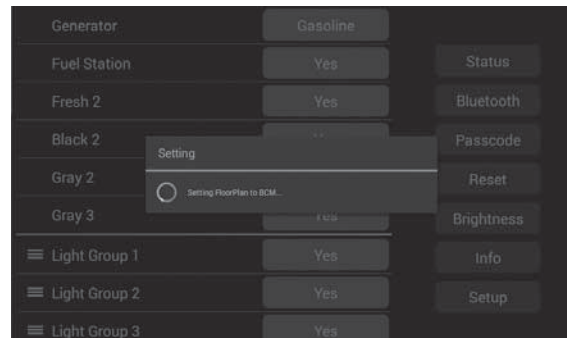 Generator Gasoline
Fuel Station Yes
Status
Fresh 2 Yes
Bluetooth
Black 2
Passcode
Setting
Setting FloorPlan to BCM...
Gray 2
Reset
Gray 3 Yes
Brightness
Light Group 1 Yes
Info
Light Group 2 Yes
Setup
Light Group 3 Yes